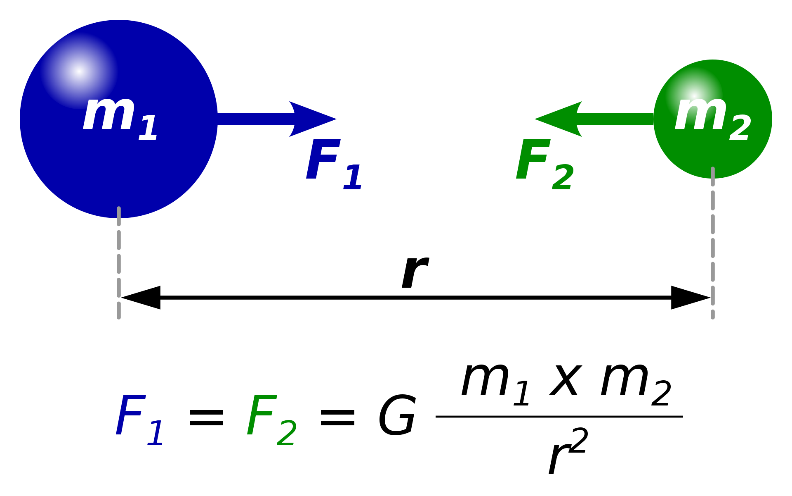 m₁ m₂
F₁ F₂
r
F₁ = F₂ = G m₁ x m₂
r²